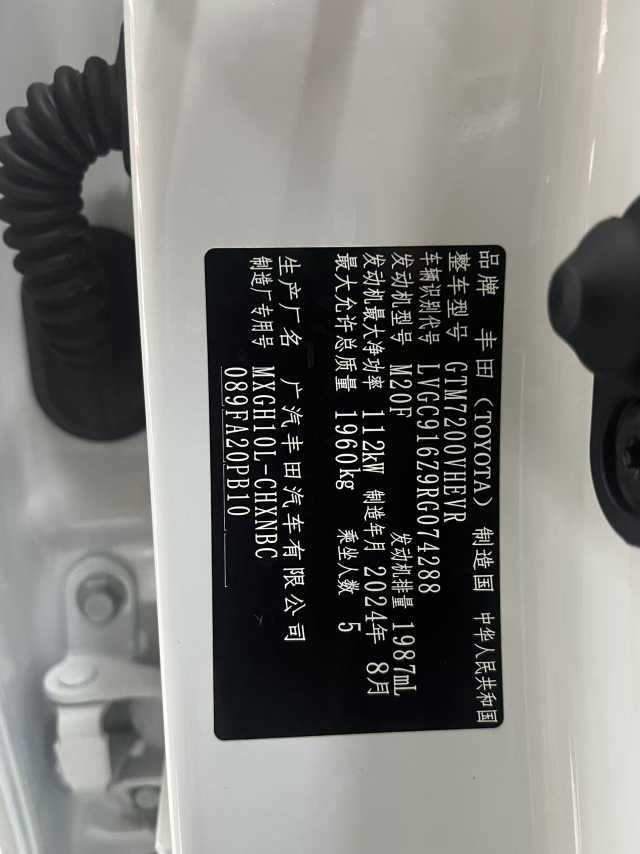 品牌 丰田（TOYOTA） 制造国 中华人民共和国
整车型号 GTM7200VHEVR
车辆识别代号 LVGC916Z9RG074288
发动机型号 M20F 发动机排量 1987mL
发动机最大净功率 112kW 制造年月 2024年 8月
最大允许总质量 1960kg 乘坐人数 5
生产厂名 广汽丰田汽车有限公司
制造厂专用号 MXGH10L-CHXNBC
089FA20PB10